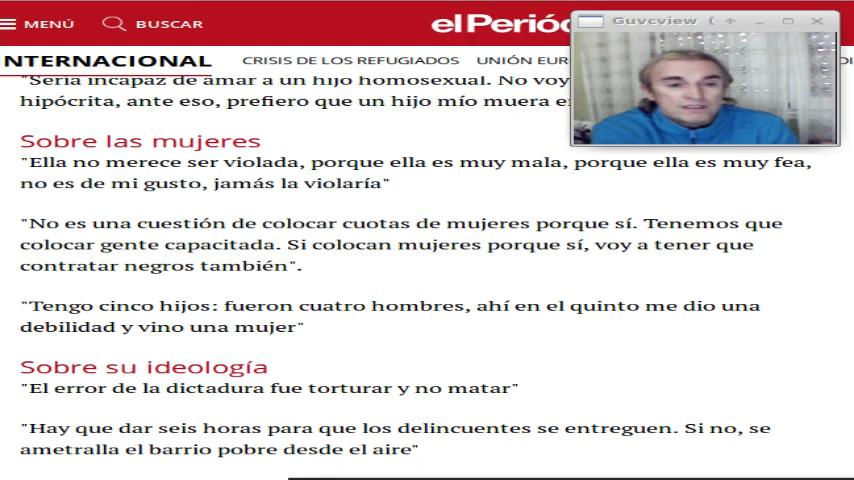 MENÚ
BUSCAR
elPerió
Guvcview (
INTERNACIONAL
CRISIS DE LOS REFUGIADOS
UNIÓN EUR
"Sería incapaz de amar a un hijo homosexual. No voy
hipócrita, ante eso, prefiero que un hijo mío muera e
Sobre las mujeres
"Ella no merece ser violada, porque ella es muy mala, porque ella es muy fea,
no es de mi gusto, jamás la violaría"
"No es una cuestión de colocar cuotas de mujeres porque sí. Tenemos que
colocar gente capacitada. Si colocan mujeres porque sí, voy a tener que
contratar negros también".
"Tengo cinco hijos: fueron cuatro hombres, ahí en el quinto me dio una
debilidad y vino una mujer"
Sobre su ideología
"El error de la dictadura fue torturar y no matar"
"Hay que dar seis horas para que los delincuentes se entreguen. Si no, se
ametralla el barrio pobre desde el aire"